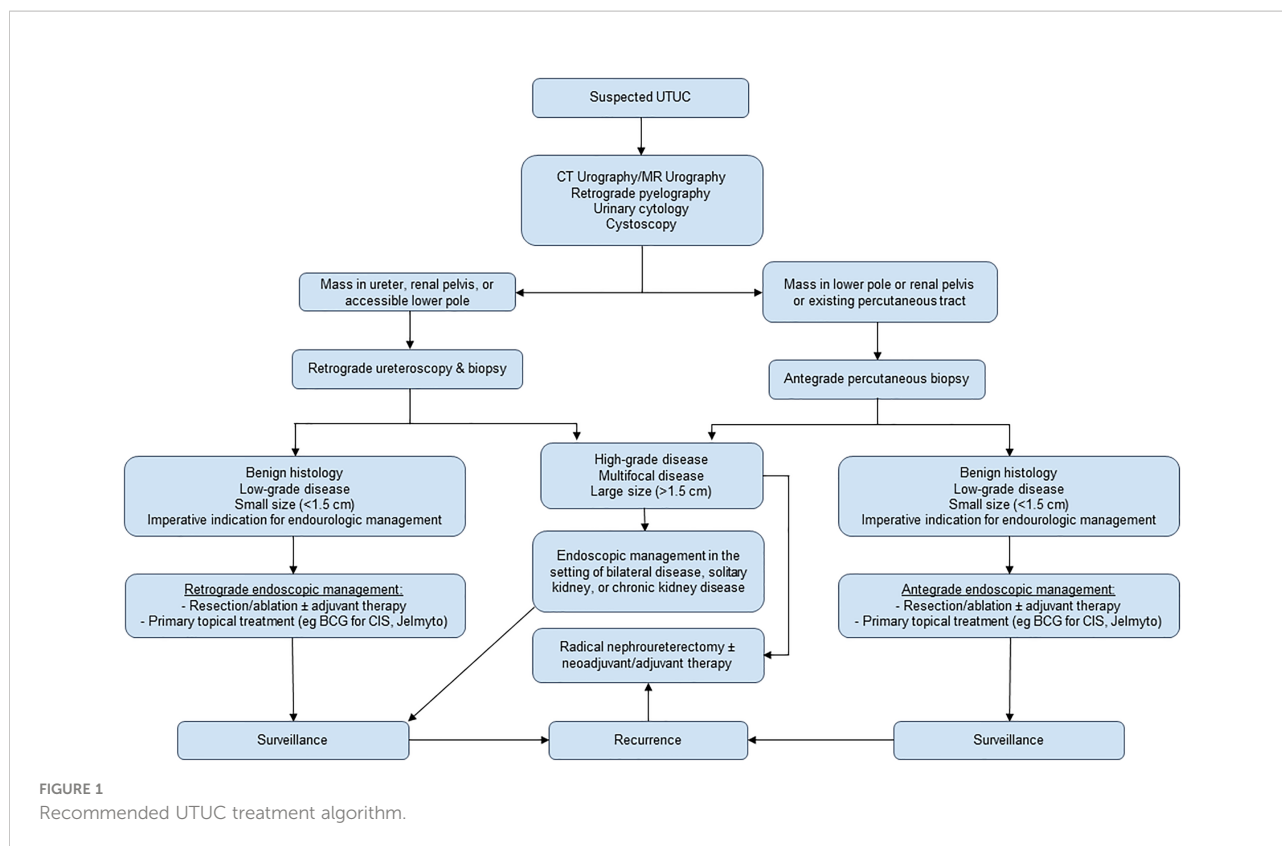 Suspected UTUC
CT Urography/MR Urography
Retrograde pyelography
Urinary cytology
Cystoscopy
Mass in ureter, renal pelvis, or
accessible lower pole
Mass in lower pole or renal pelvis
or existing percutaneous tract
Retrograde ureteroscopy & biopsy
Antegrade percutaneous biopsy
Benign histology
Low-grade disease
Small size (<1.5 cm)
Imperative indication for endourologic management
High-grade disease
Multifocal disease
Large size (>1.5 cm)
Benign histology
Low-grade disease
Small size (<1.5 cm)
Imperative indication for endourologic management
Endoscopic management in the
setting of bilateral disease, solitary
kidney, or chronic kidney disease
Retrograde endoscopic management:
- Resection/ablation ± adjuvant therapy
- Primary topical treatment (eg BCG for CIS, Jelmyto)
Antegrade endoscopic management:
- Resection/ablation ± adjuvant therapy
- Primary topical treatment (eg BCG for CIS, Jelmyto)
Radical nephroureterectomy ±
neoadjuvant/adjuvant therapy
Surveillance
Recurrence
Surveillance
FIGURE 1
Recommended UTUC treatment algorithm.